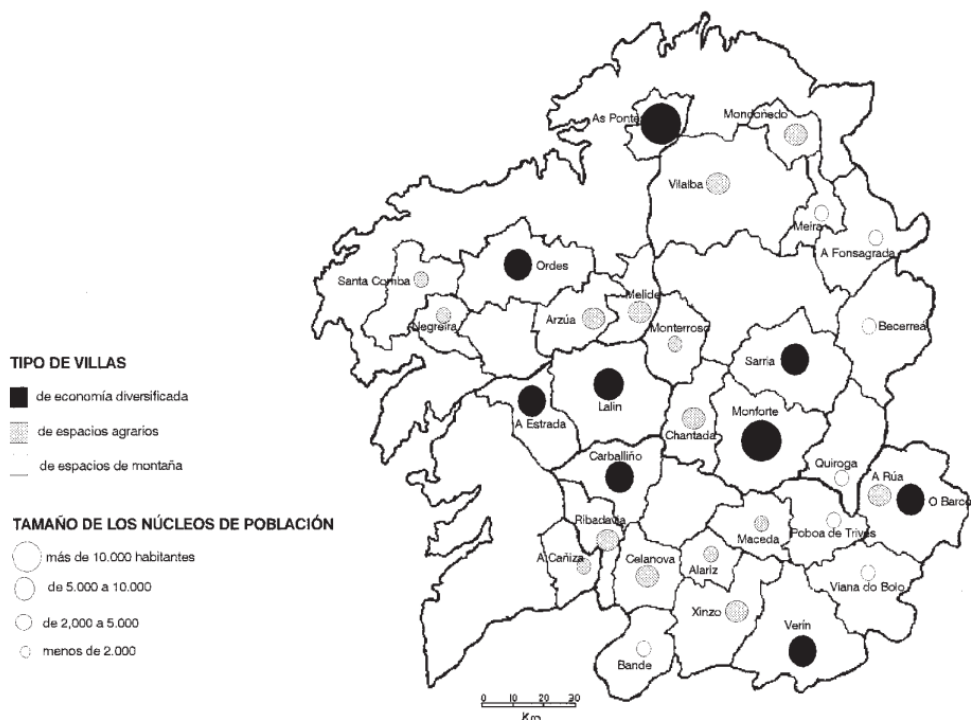 As Pontes
Mondoñedo
Vilalba
Meira
A Fonsagrada
Ordes
Santa Comba
Melide
Arzúa
Negreira
Monterroso
Becerreá
Sarria
TIPO DE VILLAS
de economía diversificada
de espacios agrarios
de espacios de montaña
Lalin
A Estrada
Chantada
Monforte
Carballiño
Quiroga
A Rúa
O Barco
TAMAÑO DE LOS NÚCLEOS DE POBLACIÓN
más de 10.000 habitantes
de 5.000 a 10.000
de 2,000 a 5.000
menos de 2.000
Ribadavia
Maceda
Poboa de Trives
A Cañiza
Celanova
Alariz
Viana do Bolo
Xinzo
Verín
Bande
0 10 20 30
Km